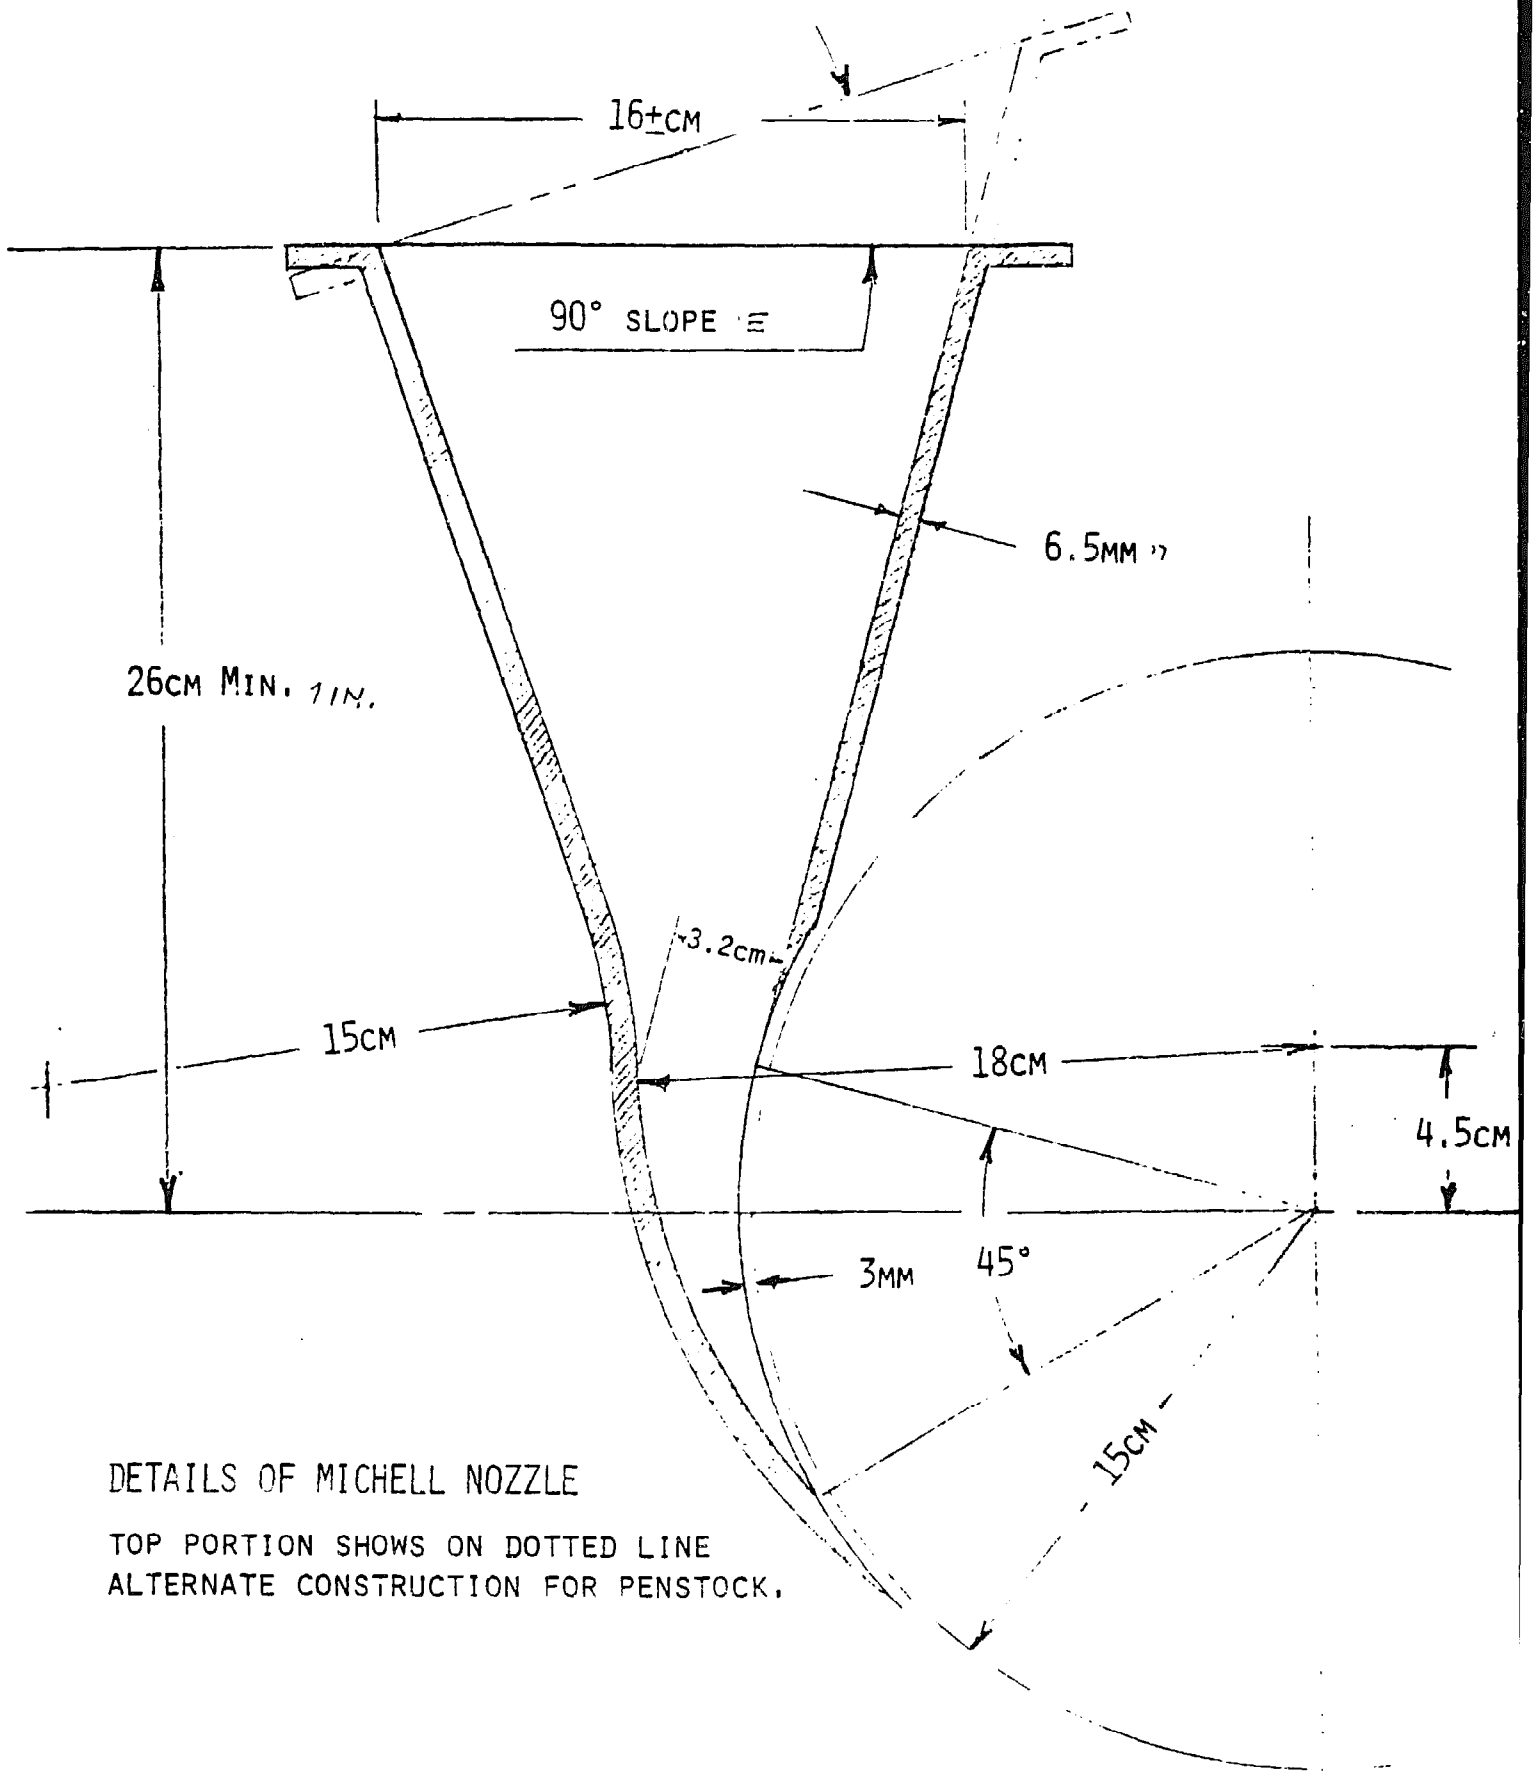 16±CM
90° SLOPE
6.5MM
26CM MIN.
3.2cm
15CM
18CM
4.5CM
45°
3MM
15CM
DETAILS OF MICHELL NOZZLE
TOP PORTION SHOWS ON DOTTED LINE
ALTERNATE CONSTRUCTION FOR PENSTOCK.